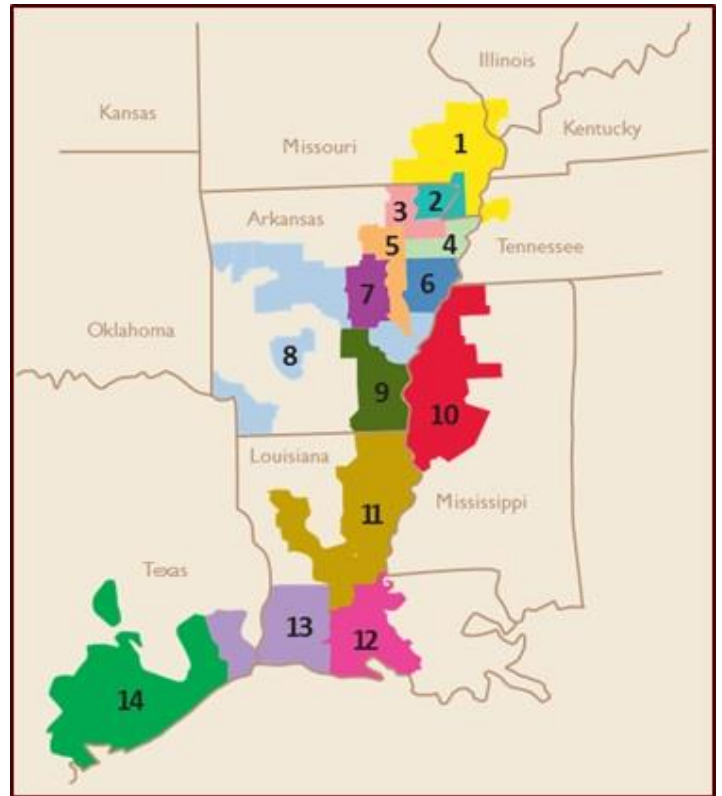 Illinois
Kansas
Kentucky
Missouri
1
2
3
Arkansas
5
4
Tennessee
7
6
Oklahoma
8
9
10
Louisiana
11
Mississippi
Texas
13
12
14